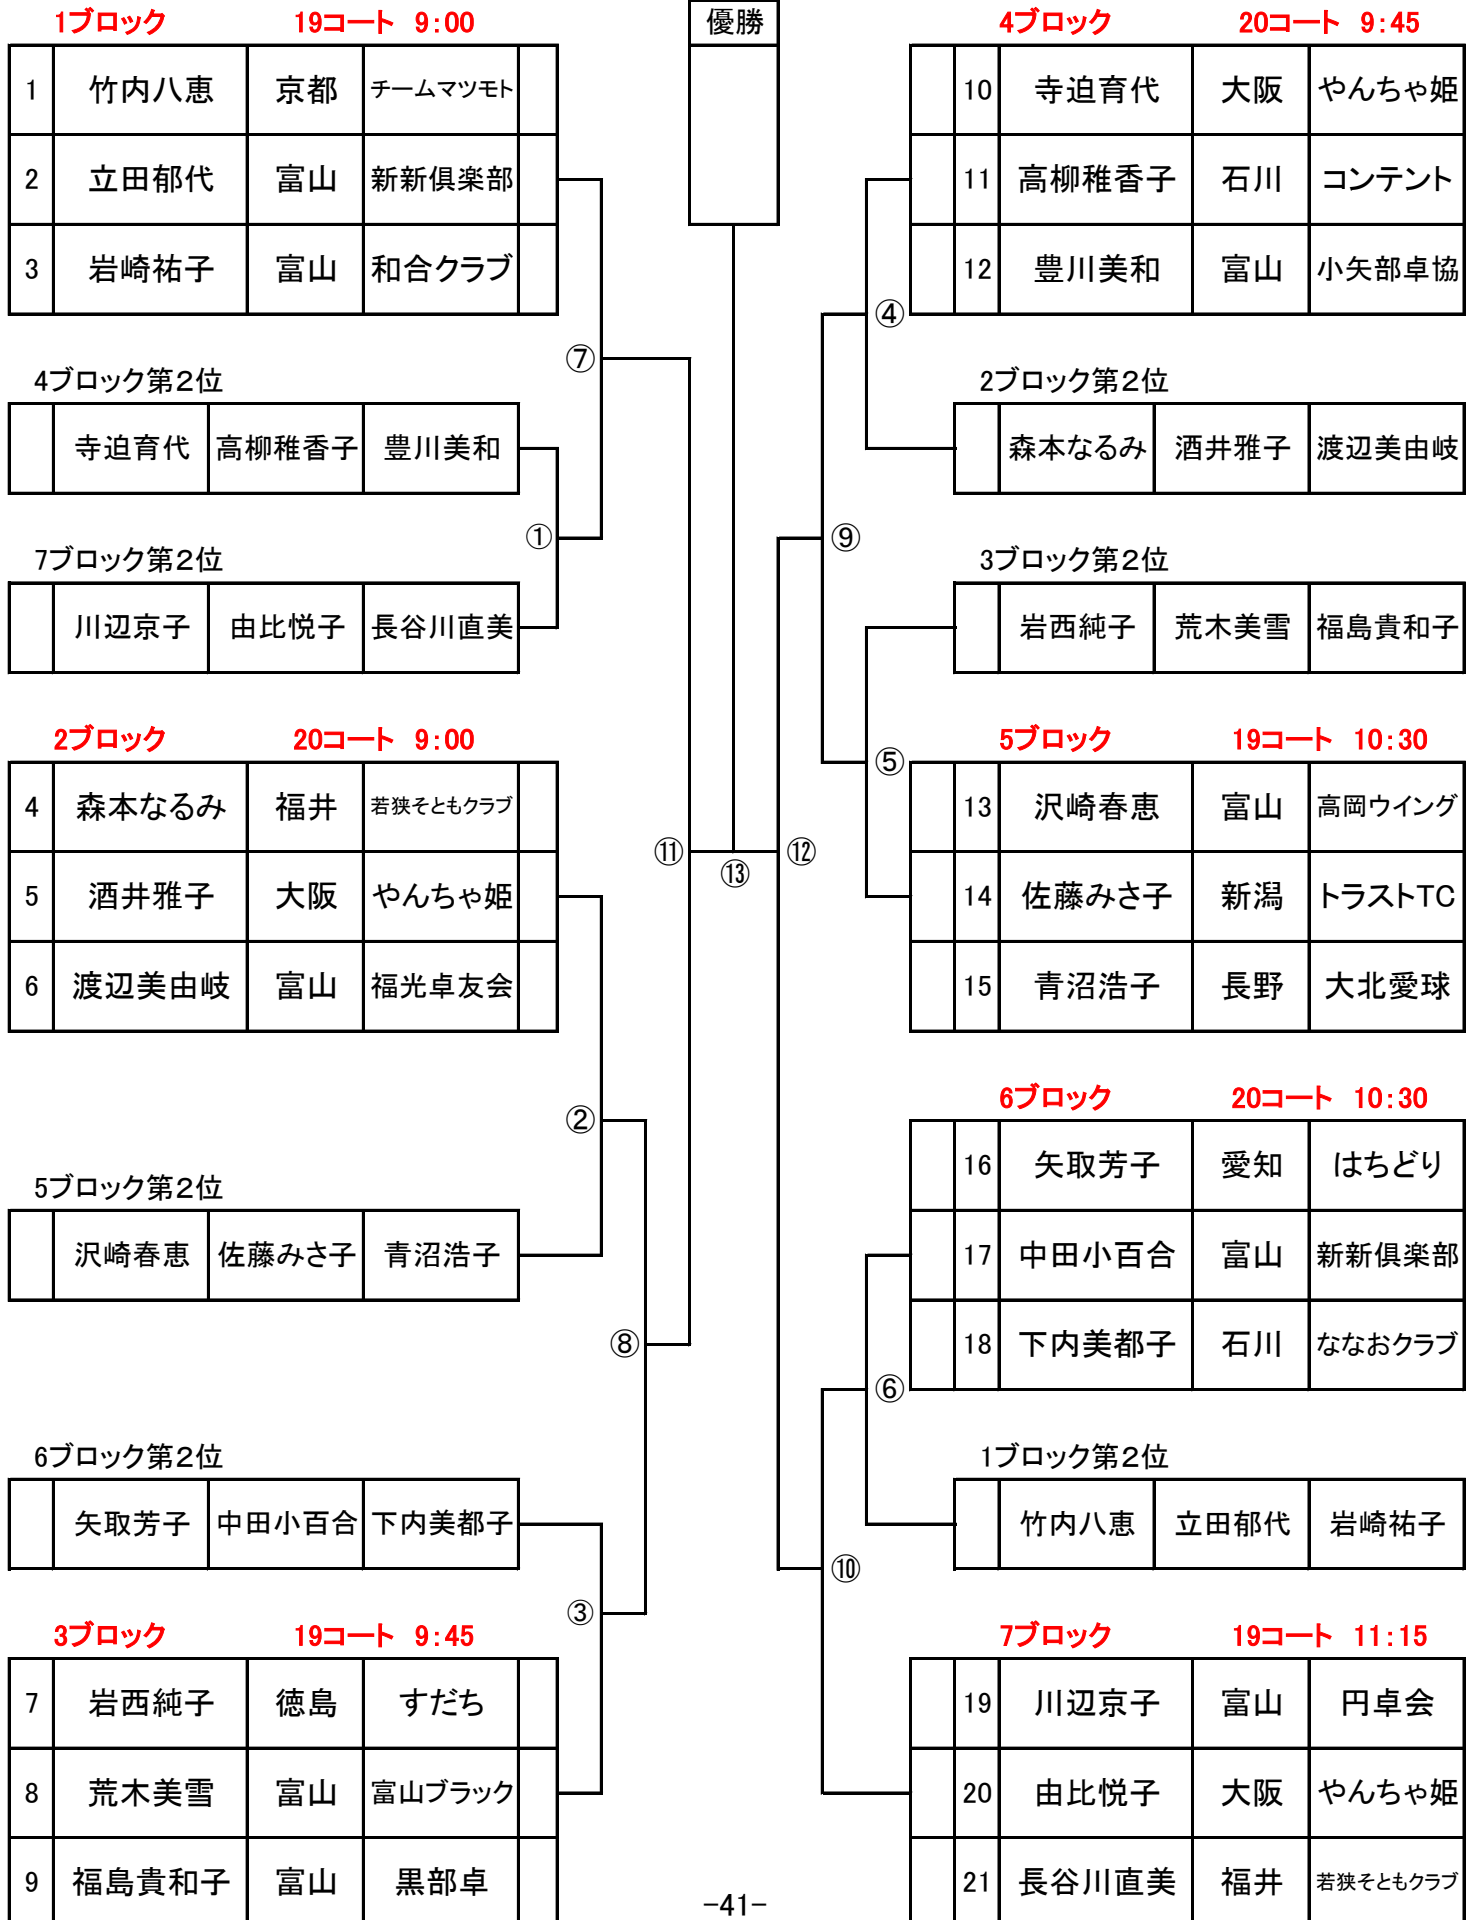 1ブロック 19コート 9:00
1 竹内八恵 京都 チームマツモト
2 立田郁代 富山 新新倶楽部
3 岩崎祐子 富山 和合クラブ
4ブロック第2位
寺迫育代 高柳稚香子 豊川美和
7ブロック第2位
川辺京子 由比悦子 長谷川直美
2ブロック 20コート 9:00
4 森本なるみ 福井 若狭そともクラブ
5 酒井雅子 大阪 やんちゃ姫
6 渡辺美由岐 富山 福光卓友会
5ブロック第2位
沢崎春恵 佐藤みさ子 青沼浩子
6ブロック第2位
矢取芳子 中田小百合 下内美都子
3ブロック 19コート 9:45
7 岩西純子 徳島 すだち
8 荒木美雪 富山 富山ブラック
9 福島貴和子 富山 黒部卓
⑦
①
②
⑧
③
優勝
⑪
⑬
⑫
4ブロック 20コート 9:45
10 寺迫育代 大阪 やんちゃ姫
11 高柳稚香子 石川 コンテント
12 豊川美和 富山 小矢部卓協
④
2ブロック第2位
森本なるみ 酒井雅子 渡辺美由岐
⑨
3ブロック第2位
岩西純子 荒木美雪 福島貴和子
5ブロック 19コート 10:30
⑤
13 沢崎春恵 富山 高岡ウイング
14 佐藤みさ子 新潟 トラストTC
15 青沼浩子 長野 大北愛球
6ブロック 20コート 10:30
16 矢取芳子 愛知 はちどり
17 中田小百合 富山 新新倶楽部
18 下内美都子 石川 ななおクラブ
⑥
1ブロック第2位
竹内八恵 立田郁代 岩崎祐子
⑩
7ブロック 19コート 11:15
19 川辺京子 富山 円卓会
20 由比悦子 大阪 やんちゃ姫
21 長谷川直美 福井 若狭そともクラブ
-41-